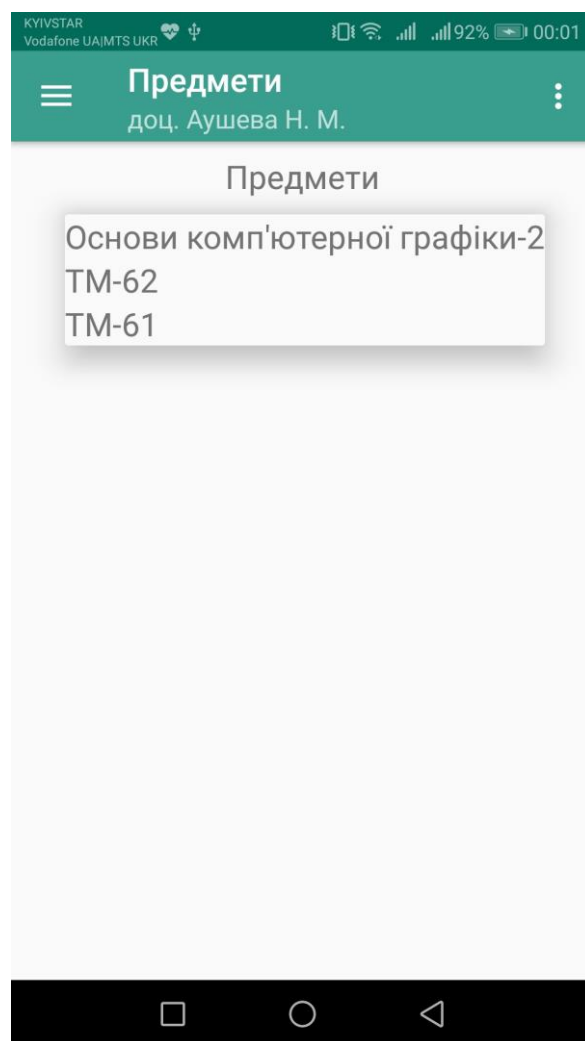 KYIVSTAR
Vodafone UA|MTS UKR
92% 00:01
Предмети
доц. Аушева Н. М.
Предмети
Основи комп'ютерної графіки-2
ТМ-62
ТМ-61